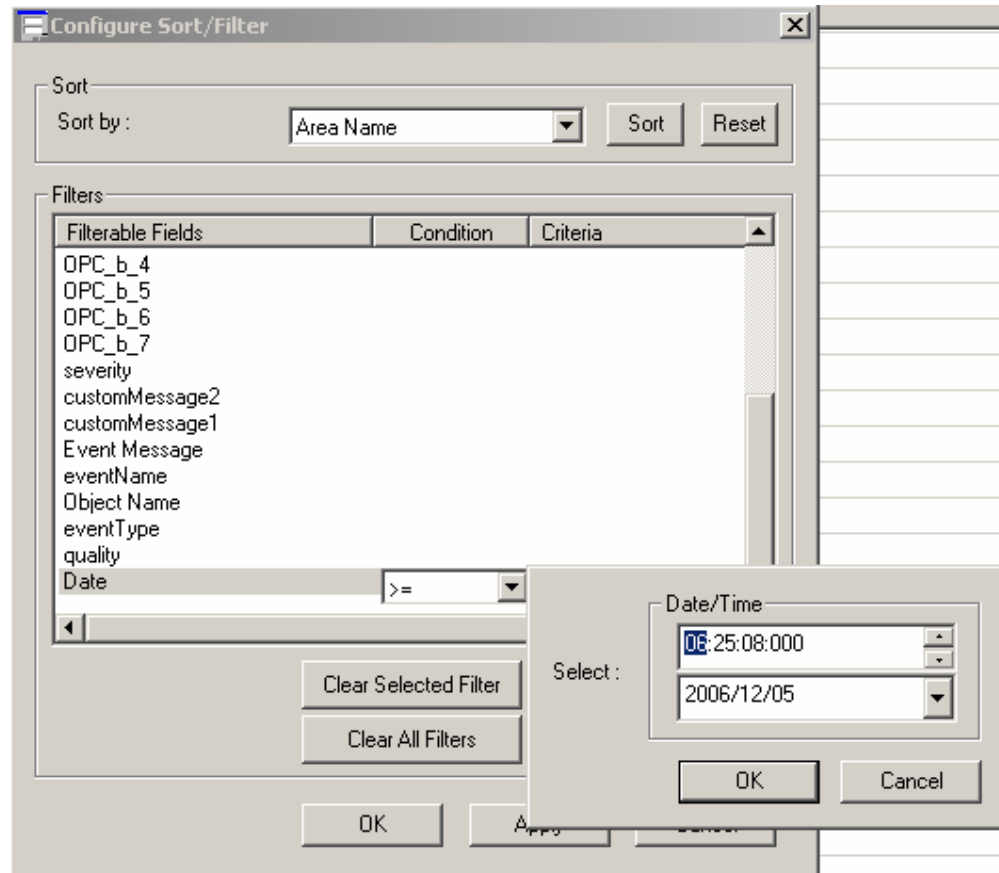 Configure Sort/Filter
Sort
Sort by :
Area Name
Sort
Reset
Filters
Filterable Fields
Condition
Criteria
OPC_b_4
OPC_b_5
OPC_b_6
OPC_b_7
severity
customMessage2
customMessage1
Event Message
eventName
Object Name
eventType
quality
Date
>=
Date/Time
06:25:08:000
Select :
2006/12/05
OK
Cancel
Clear Selected Filter
Clear All Filters
OK